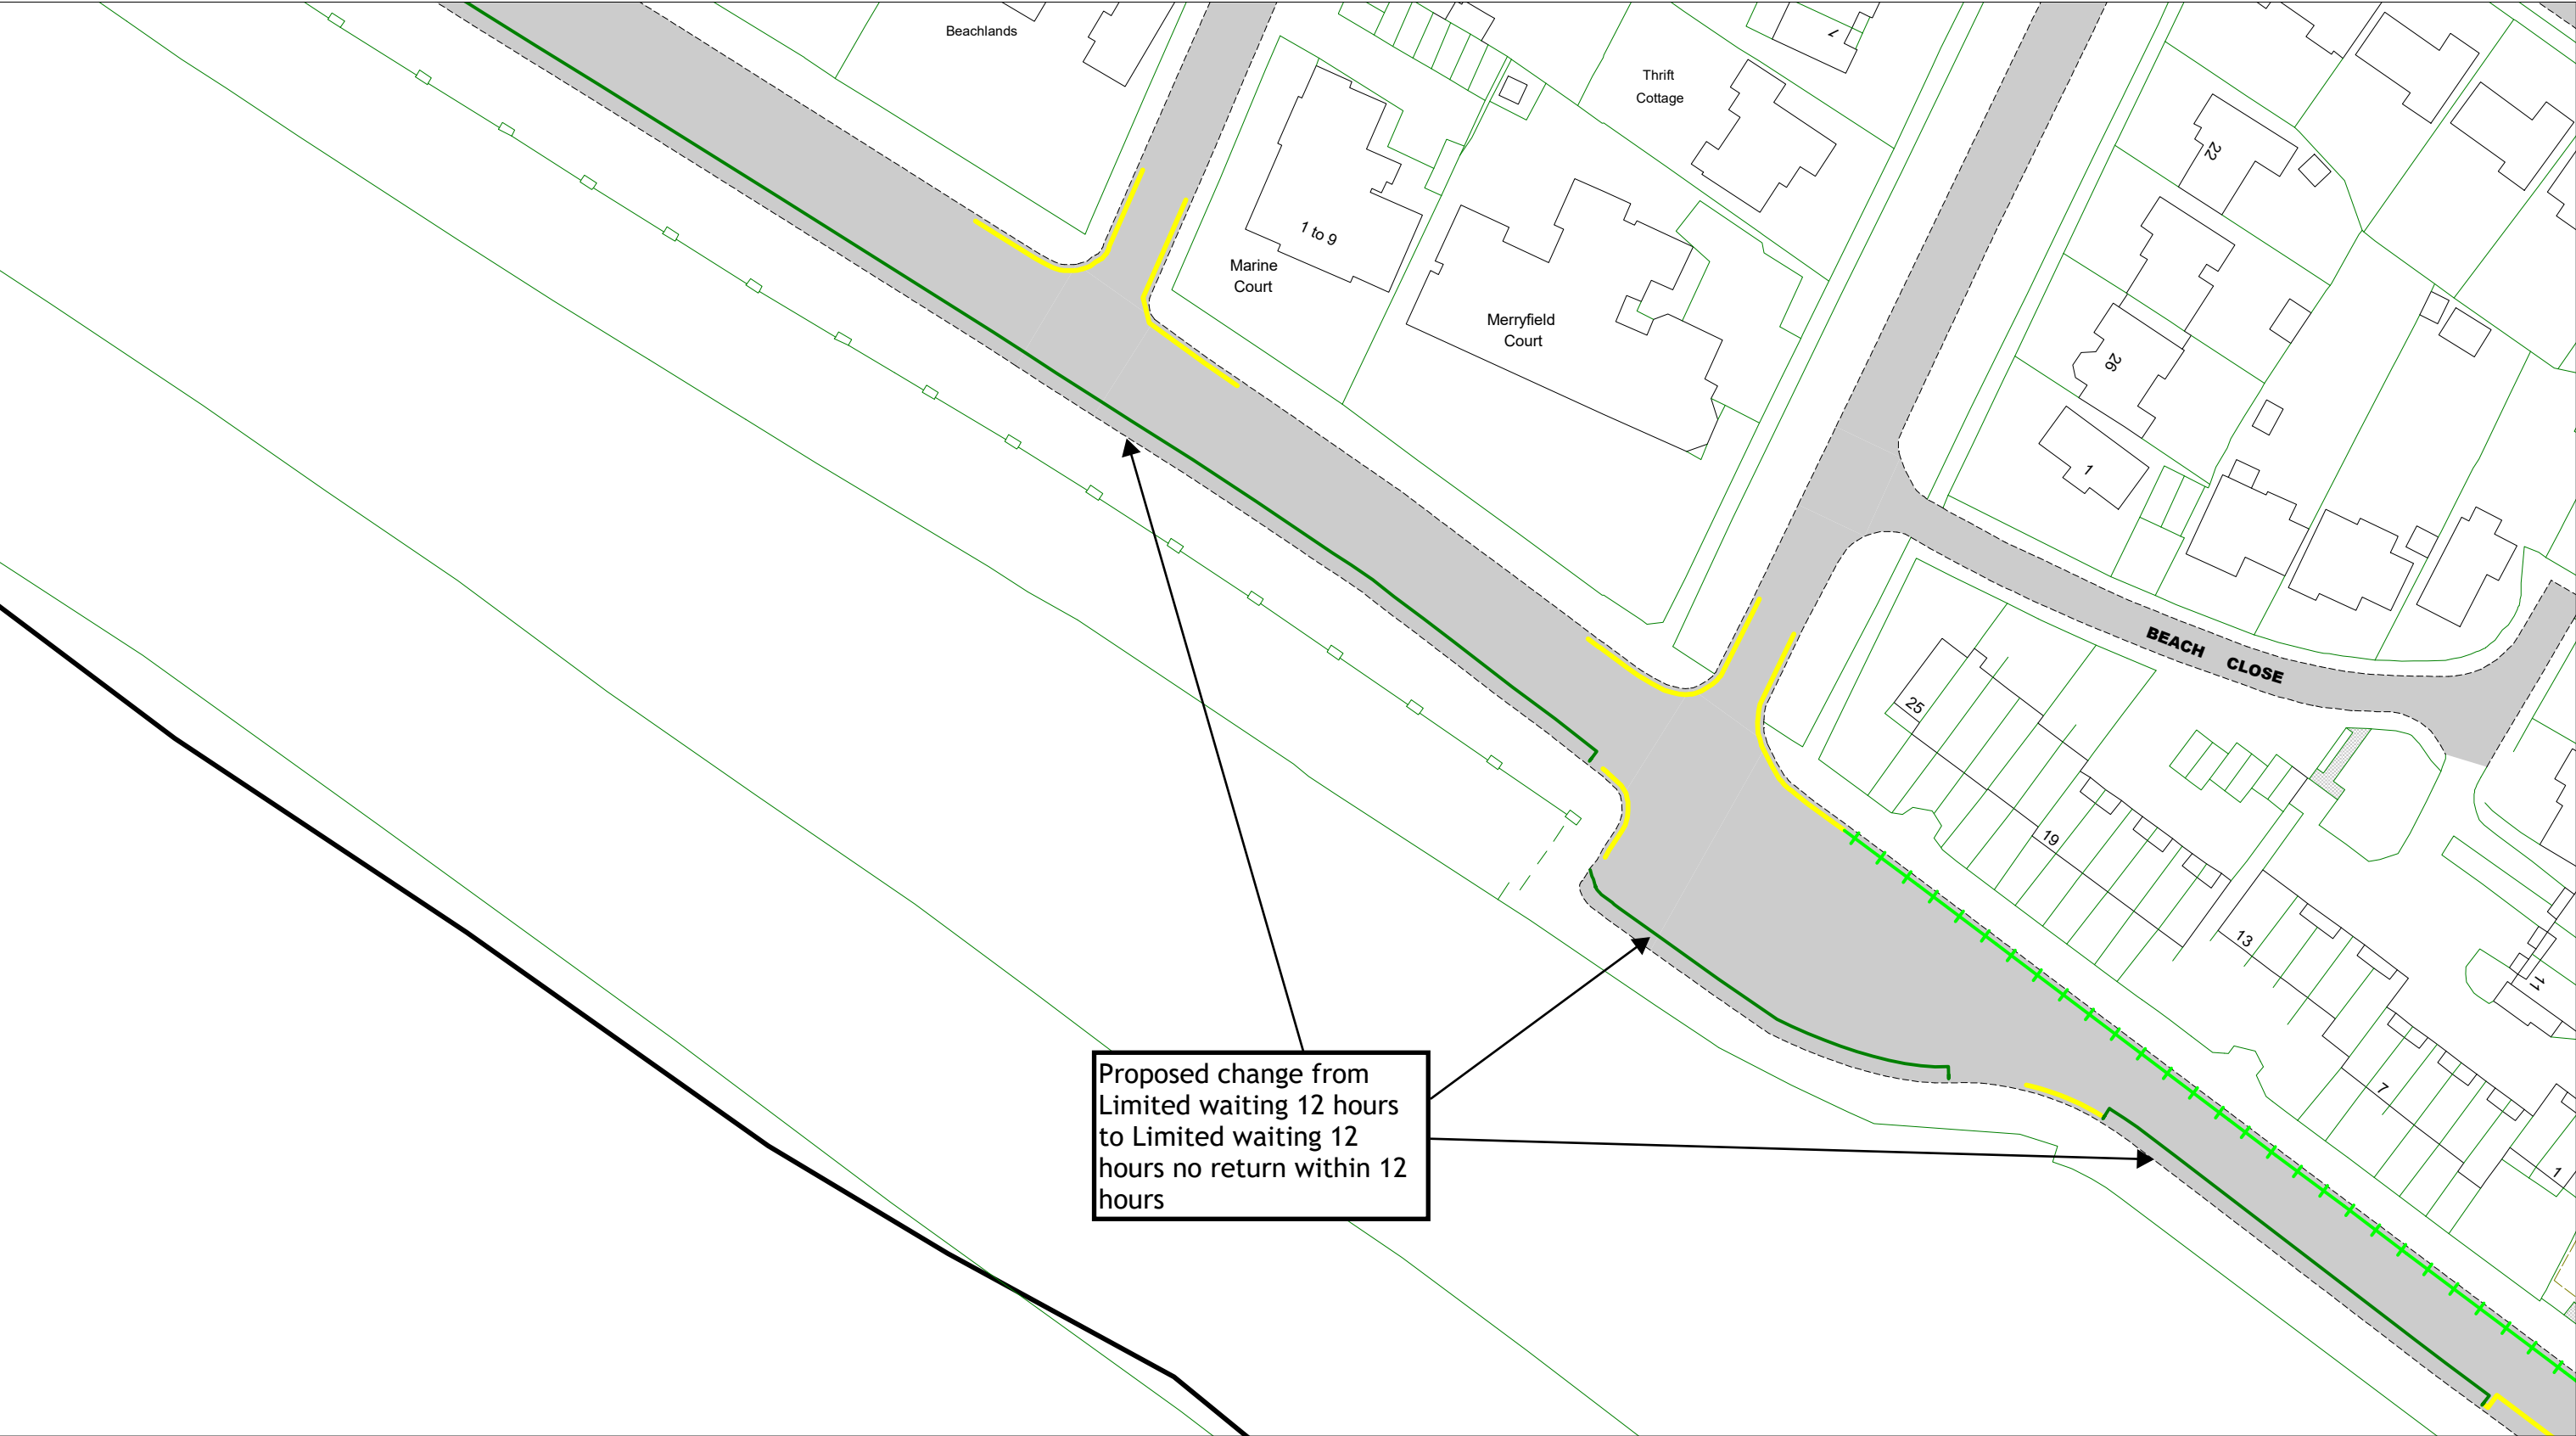 Beachlands
7
Thrift
Cottage
22
1 to 9
Marine
Court
Merryfield
Court
26
1
BEACH CLOSE
25
19
13
11
7
1
Proposed change from
Limited waiting 12 hours
to Limited waiting 12
hours no return within 12
hours